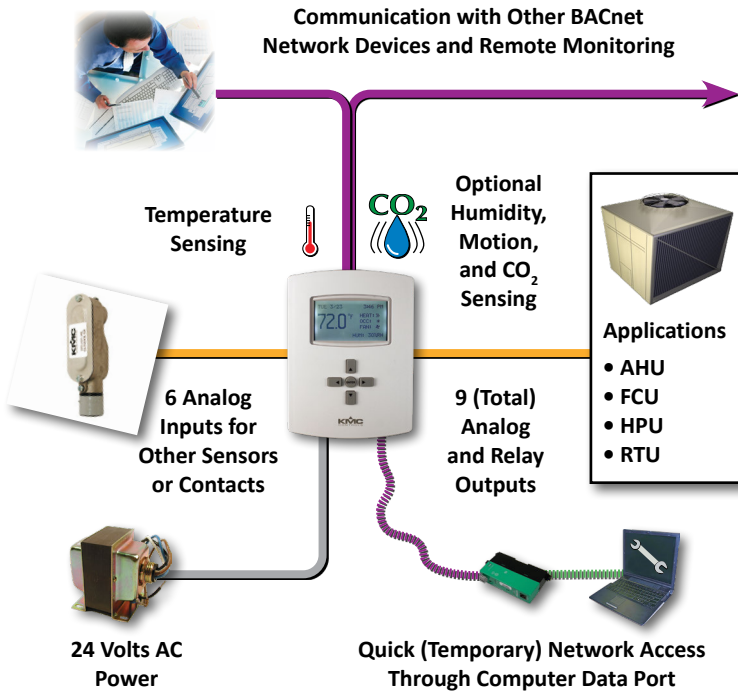 Communication with Other BACnet
Network Devices and Remote Monitoring
Temperature
Sensing
CO2
Optional
Humidity,
Motion,
and CO2
Sensing
72.0°F
KMC
KMC
6 Analog
Inputs for
Other Sensors
or Contacts
9 (Total)
Analog
and Relay
Outputs
Applications
• AHU
• FCU
• HPU
• RTU
24 Volts AC
Power
Quick (Temporary) Network Access
Through Computer Data Port